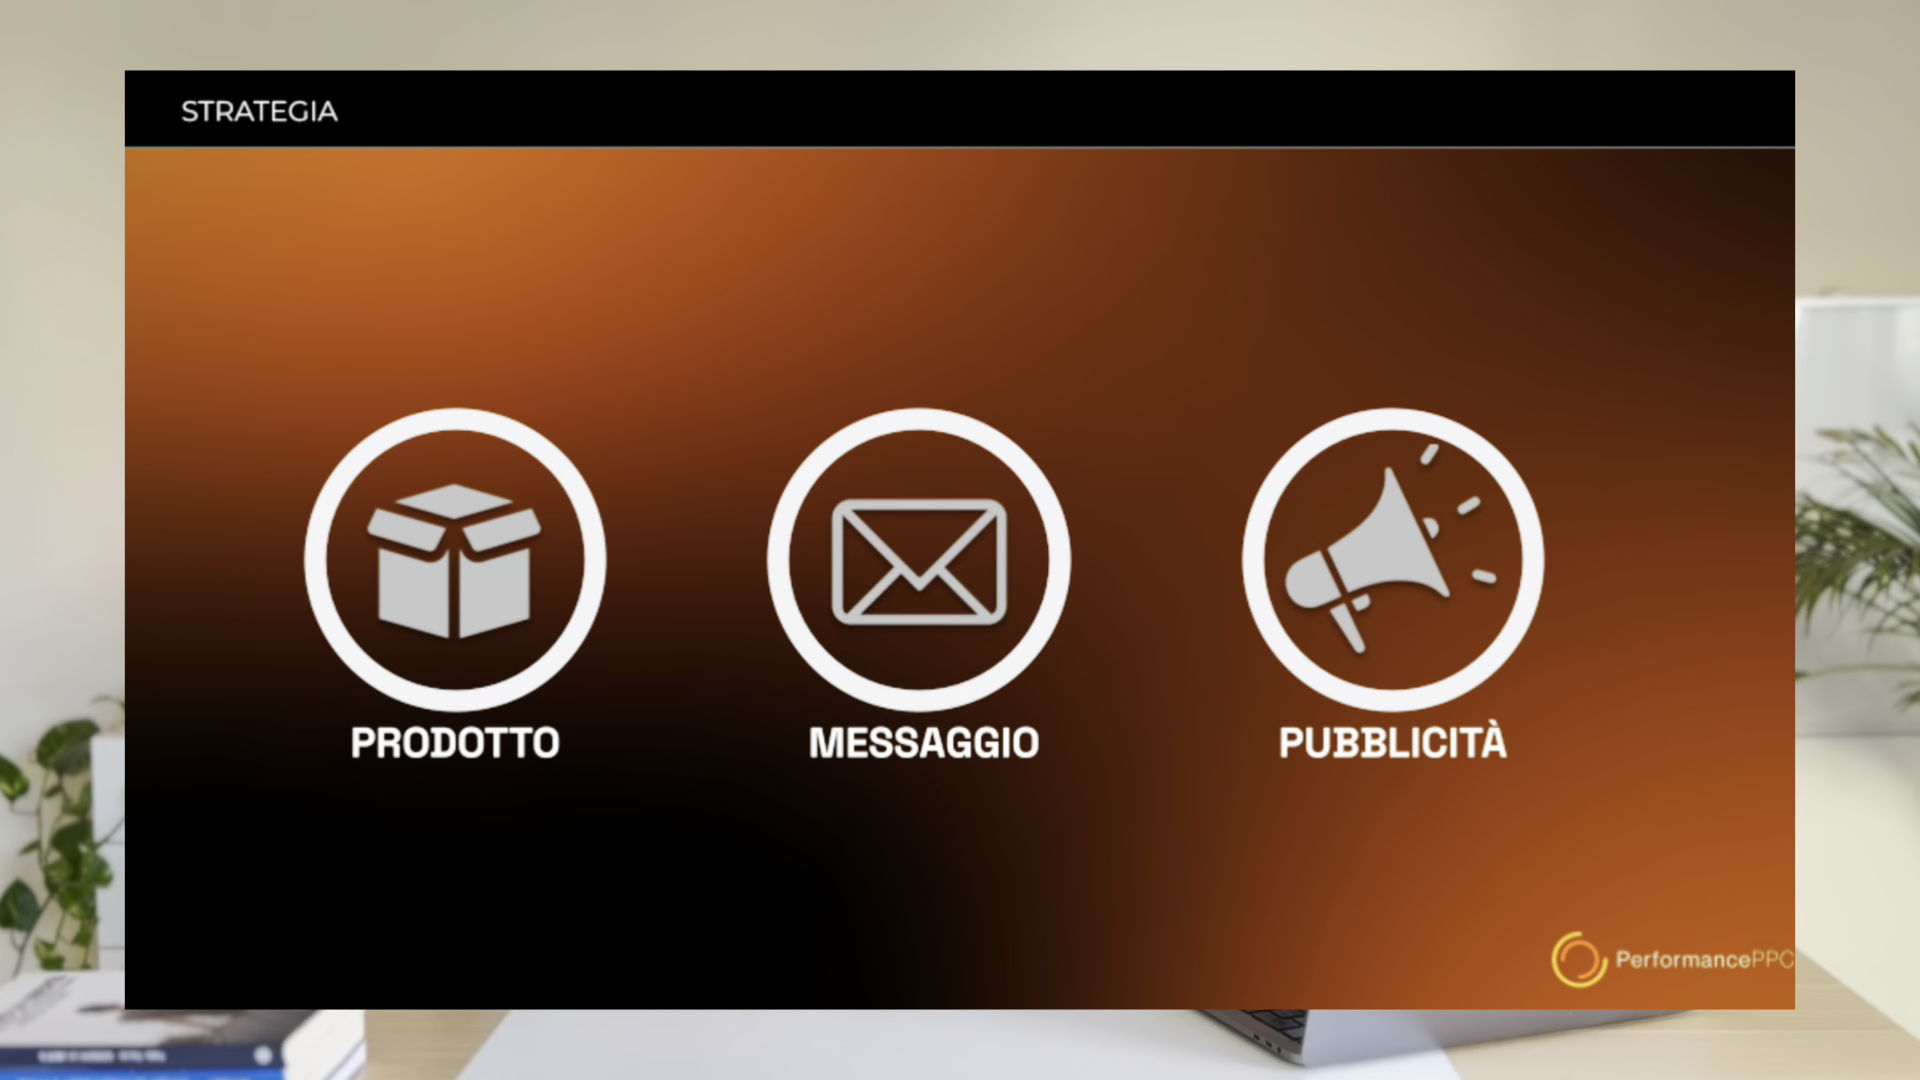 STRATEGIA
PRODOTTO
MESSAGGIO
PUBBLICITÀ
PerformancePPC